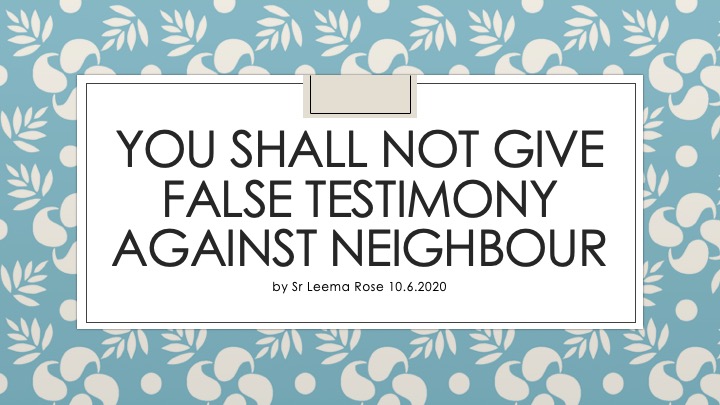 YOU SHALL NOT GIVE
FALSE TESTIMONY
AGAINST NEIGHBOUR
by Sr Leema Rose 10.6.2020